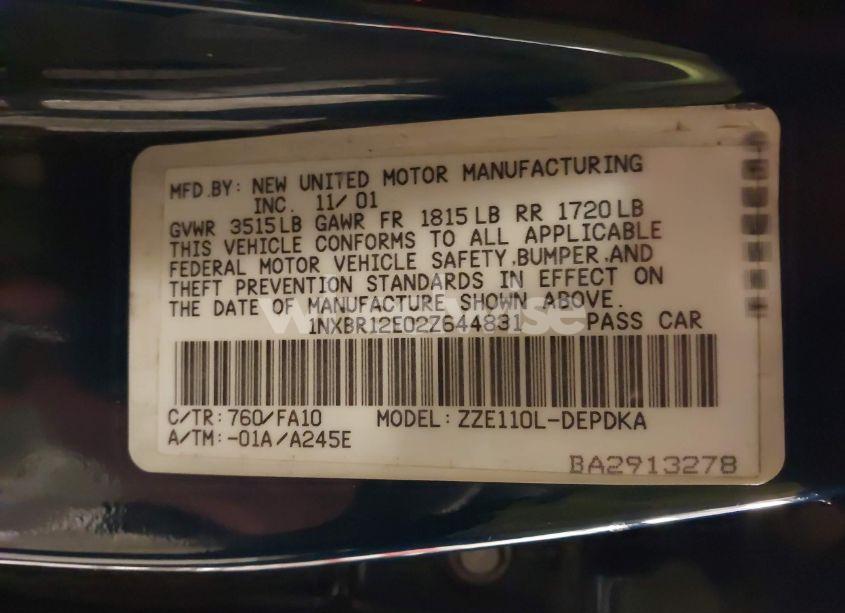 MFD.BY: NEW UNITED MOTOR MANUFACTURING
INC. 11/01
GVWR 3515LB GAWR FR 1815LB RR 1720LB
THIS VEHICLE CONFORMS TO ALL APPLICABLE
FEDERAL MOTOR VEHICLE SAFETY,BUMPER,AND
THEFT PREVENTION STANDARDS IN EFFECT ON
THE DATE OF MANUFACTURE SHOWN ABOVE.
1NXBR12E02Z644831 PASS CAR
C/TR:760/FA10 MODEL:ZZE110L-DEPDKA
A/TM:-01A/A245E
BA2913278